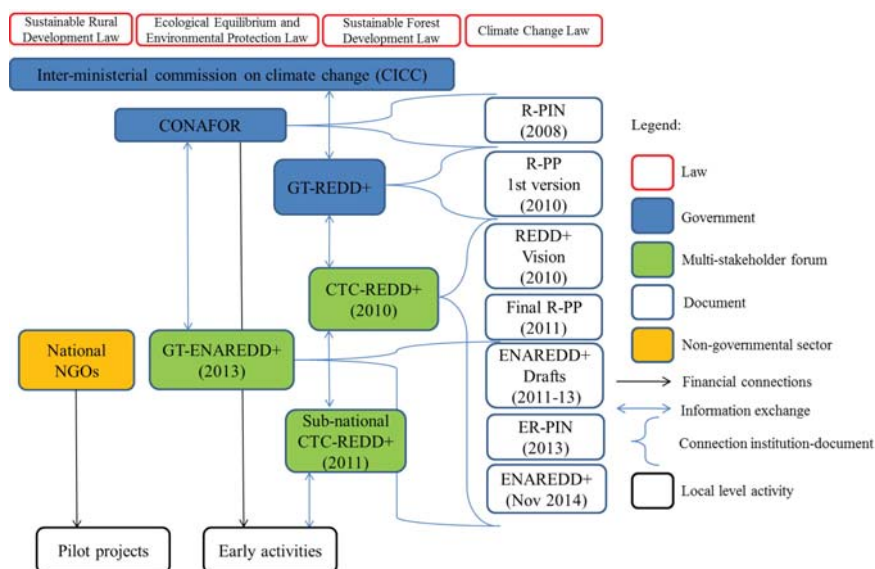 Sustainable Rural
Development Law
Ecological Equilibrium and
Environmental Protection Law
Sustainable Forest
Development Law
Climate Change Law
Inter-ministerial commission on climate change (CICC)
CONAFOR
GT-REDD+
CTC-REDD+
(2010)
National
NGOs
GT-ENAREDD+
(2013)
Sub-national
CTC-REDD+
(2011)
Pilot projects
Early activities
R-PIN
(2008)
R-PP
1st version
(2010)
REDD+
Vision
(2010)
Final R-PP
(2011)
ENAREDD+
Drafts
(2011-13)
ER-PIN
(2013)
ENAREDD+
(Nov 2014)
Legend:
Law
Government
Multi-stakeholder forum
Document
Non-governmental sector
Financial connections
Information exchange
Connection institution-document
Local level activity